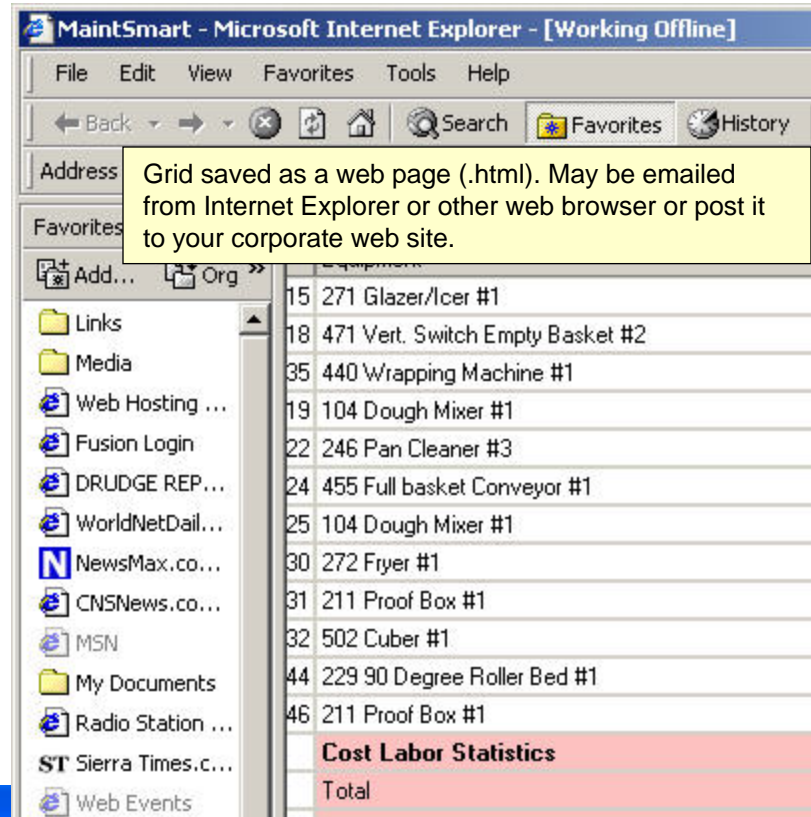 MaintSmart - Microsoft Internet Explorer - [Working Offline]
File Edit View Favorites Tools Help
Back Search Favorites History
Address
Grid saved as a web page (.html). May be emailed
from Internet Explorer or other web browser or post it
to your corporate web site.
Favorites
Add... Org »
Equipment
Links
Media
Web Hosting ...
Fusion Login
DRUDGE REP...
WorldNetDail...
N NewsMax.co...
CNSNews.co...
MSN
My Documents
Radio Station ...
ST Sierra Times.c...
Web Events
15 271 Glazer/Icer #1
18 471 Vert. Switch Empty Basket #2
35 440 Wrapping Machine #1
19 104 Dough Mixer #1
22 246 Pan Cleaner #3
24 455 Full basket Conveyor #1
25 104 Dough Mixer #1
30 272 Fryer #1
31 211 Proof Box #1
32 502 Cuber #1
44 229 90 Degree Roller Bed #1
46 211 Proof Box #1
Cost Labor Statistics
Total